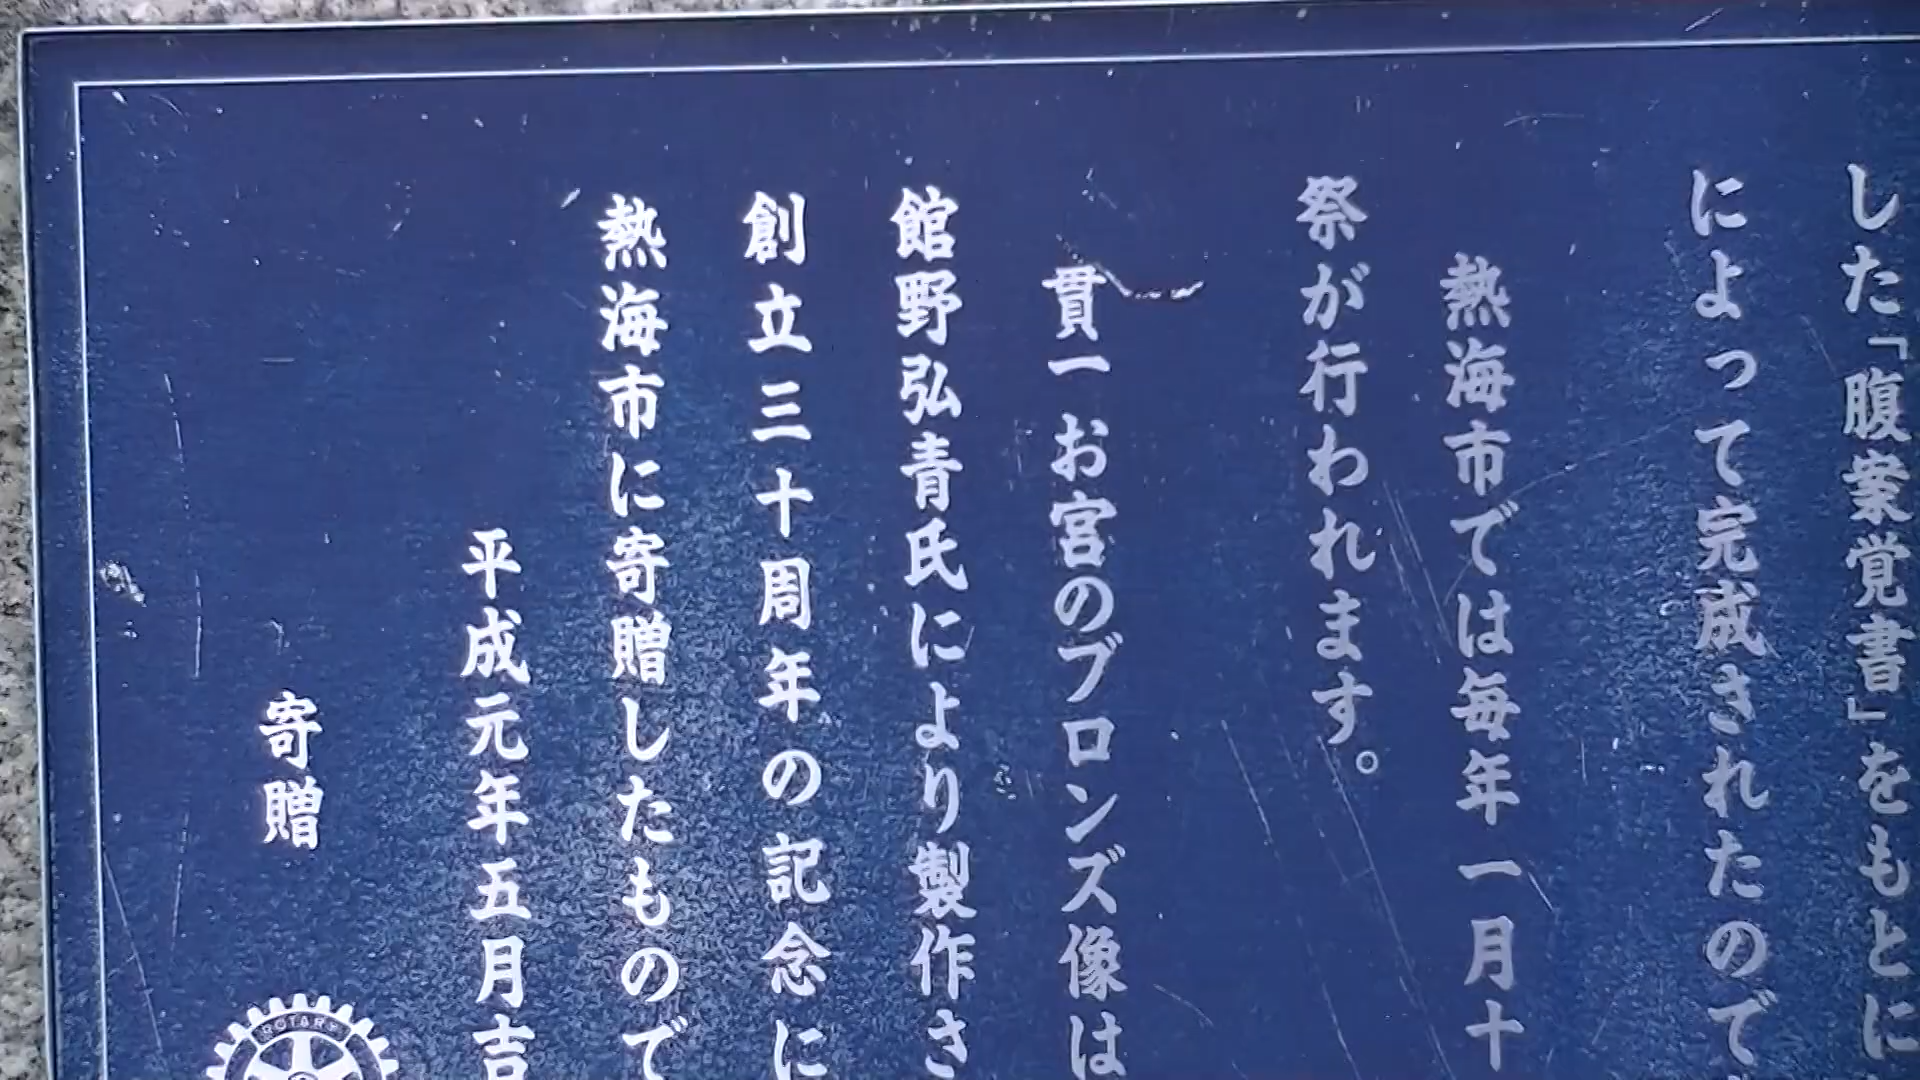 した「腹案覚書」をもとに
によって完成されたので
熱海市では毎年一月十
祭が行われます。
貫一お宮のブロンズ像は
館野弘青氏により製作さ
創立三十周年の記念に
熱海市に寄贈したもので
平成元年五月吉
寄贈
ROTARY